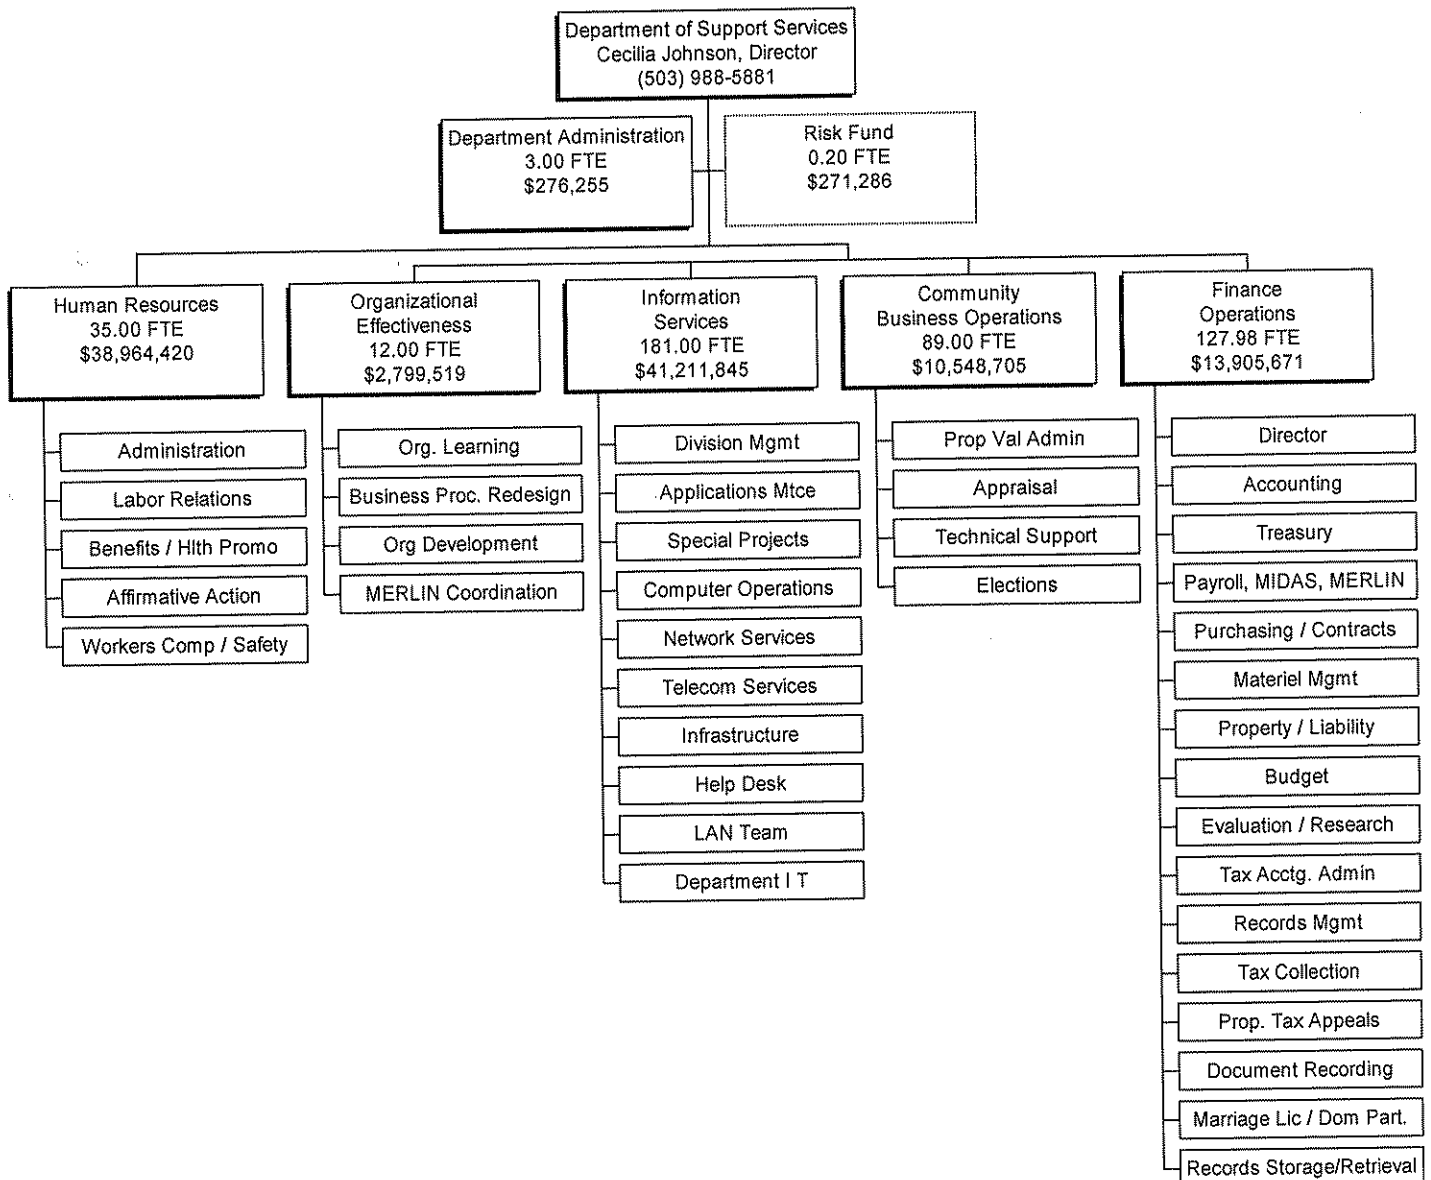 Department of Support Services
Cecilia Johnson, Director
(503) 988-5881
Department Administration
3.00 FTE
$276,255
Risk Fund
0.20 FTE
$271,286
Human Resources
35.00 FTE
$38,964,420
Organizational
Effectiveness
12.00 FTE
$2,799,519
Information
Services
181.00 FTE
$41,211,845
Community
Business Operations
89.00 FTE
$10,548,705
Finance
Operations
127.98 FTE
$13,905,671
Administration
Labor Relations
Benefits / Hlth Promo
Affirmative Action
Workers Comp / Safety
Org. Learning
Business Proc. Redesign
Org Development
MERLIN Coordination
Division Mgmt
Applications Mtce
Special Projects
Computer Operations
Network Services
Telecom Services
Infrastructure
Help Desk
LAN Team
Department I T
Prop Val Admin
Appraisal
Technical Support
Elections
Director
Accounting
Treasury
Payroll, MIDAS, MERLIN
Purchasing / Contracts
Materiel Mgmt
Property / Liability
Budget
Evaluation / Research
Tax Acctg. Admin
Records Mgmt
Tax Collection
Prop. Tax Appeals
Document Recording
Marriage Lic / Dom Part.
Records Storage/Retrieval